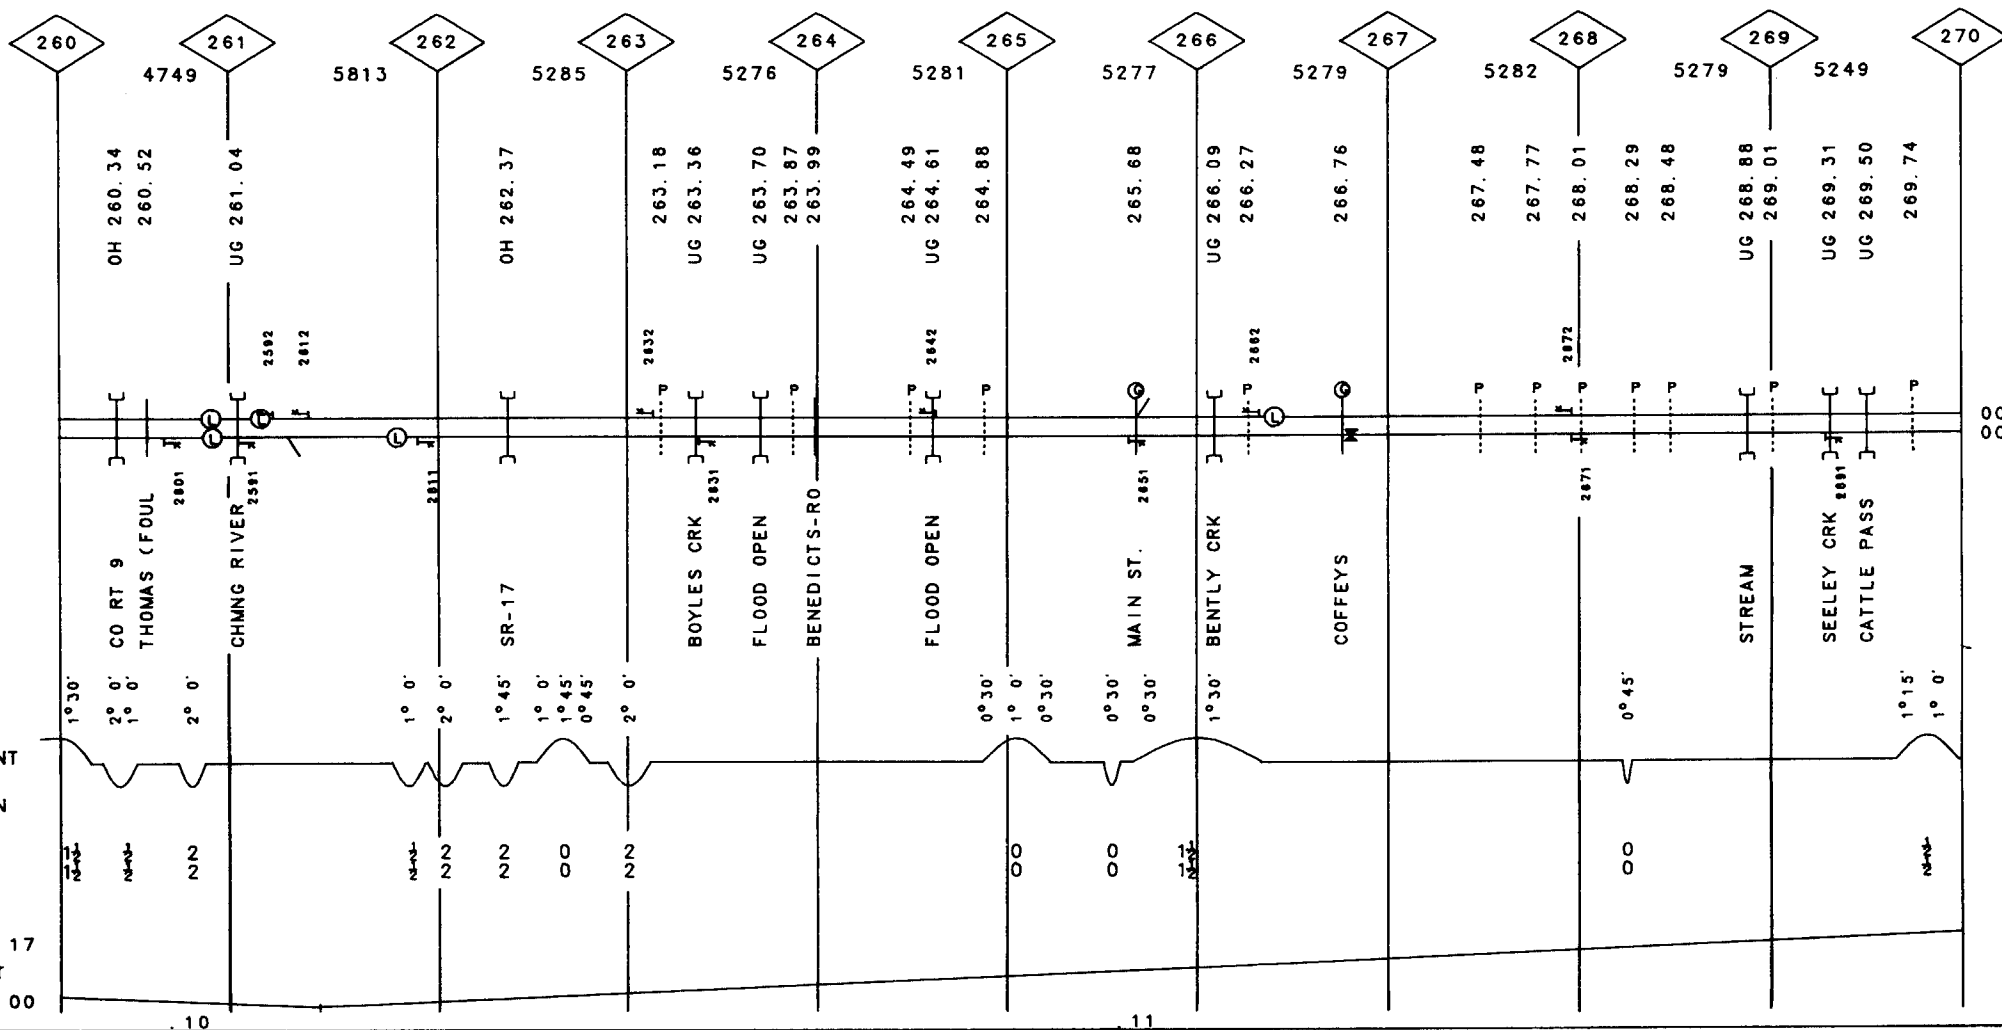 260 261 262 263 264 265 266 267 268 269 270
4749 5813 5285 5276 5281 5277 5279 5282 5279 5249
OH 260.34
260.52
UG 261.04
OH 262.37
263.18
UG 263.36
UG 263.70
263.87
263.99
264.49
UG 264.61
264.88
265.68
UG 266.09
266.27
266.76
267.48
267.77
268.01
268.29
268.48
UG 268.88
269.01
UG 269.31
UG 269.50
269.74
2592 2612 2632 2642 2662 2672
P P P P G P G P P P P P P P
L L L L
L
00
00
2601 2591 2611 2631 2651 2671 2691
CO RT 9
THOMAS (FOUL
CHMNG RIVER
SR-17
BOYLES CRK
FLOOD OPEN
BENEDICTS-RO
FLOOD OPEN
MAIN ST.
BENTLY CRK
COFFEYS
STREAM
SEELEY CRK
CATTLE PASS
1°30' 2° 0' 1° 0' 2° 0' 1° 0' 2° 0' 1°45' 1° 0' 1°45' 0°45' 2° 0' 0°30' 1° 0' 0°30' 0°30' 0°30' 1°30' 0°45' 1°15' 1° 0'
NT
N
2 2 2 0 2 0 0 0
2 2 2 0 2 0 0 0
17
00
.10 .11